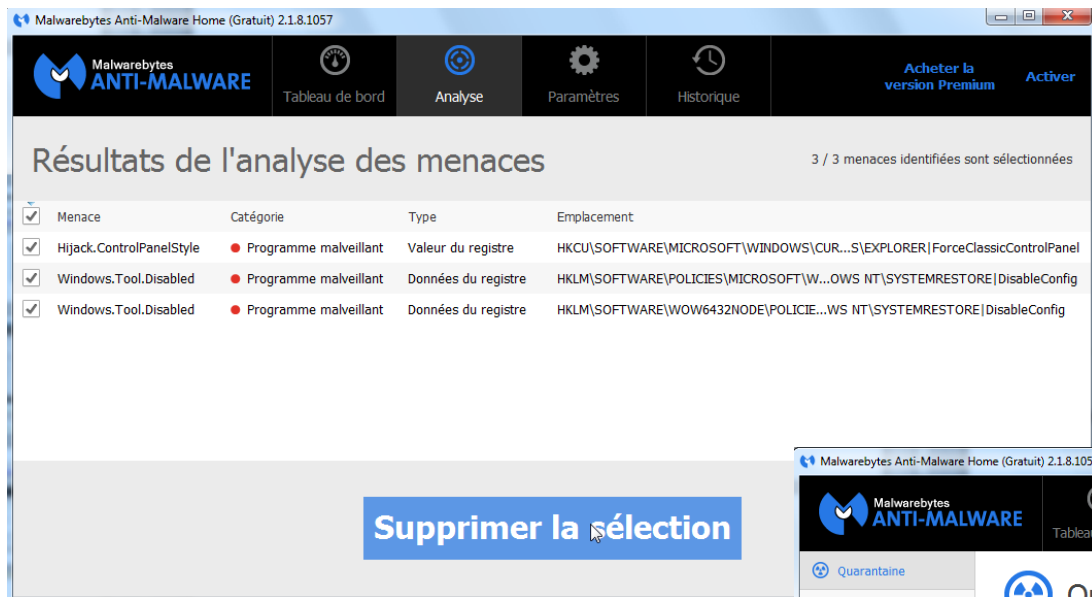 Malwarebytes Anti-Malware Home (Gratuit) 2.1.8.1057
Malwarebytes
ANTI-MALWARE
Tableau de bord
Analyse
Paramètres
Historique
Acheter la
version Premium
Activer
Résultats de l'analyse des menaces
3 / 3 menaces identifiées sont sélectionnées
Menace Catégorie Type Emplacement
Hijack.ControlPanelStyle Programme malveillant Valeur du registre HKCU\SOFTWARE\MICROSOFT\WINDOWS\CUR...S\EXPLORER|ForceClassicControlPanel
Windows.Tool.Disabled Programme malveillant Données du registre HKLM\SOFTWARE\POLICIES\MICROSOFT\W...OWS NT\SYSTEMRESTORE|DisableConfig
Windows.Tool.Disabled Programme malveillant Données du registre HKLM\SOFTWARE\WOW6432NODE\POLICIE...WS NT\SYSTEMRESTORE|DisableConfig
Supprimer la sélection
Malwarebytes Anti-Malware Home (Gratuit) 2.1.8.105
Malwarebytes
ANTI-MALWARE
Tableau
Quarantaine